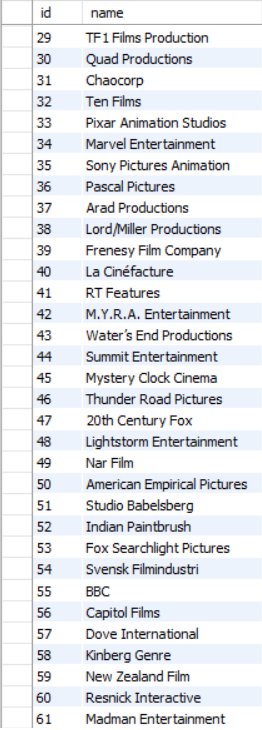 id name
29 TF1 Films Production
30 Quad Productions
31 Chaocorp
32 Ten Films
33 Pixar Animation Studios
34 Marvel Entertainment
35 Sony Pictures Animation
36 Pascal Pictures
37 Arad Productions
38 Lord/Miller Productions
39 Frenesy Film Company
40 La Cinéfacture
41 RT Features
42 M.Y.R.A. Entertainment
43 Water’s End Productions
44 Summit Entertainment
45 Mystery Clock Cinema
46 Thunder Road Pictures
47 20th Century Fox
48 Lightstorm Entertainment
49 Nar Film
50 American Empirical Pictures
51 Studio Babelsberg
52 Indian Paintbrush
53 Fox Searchlight Pictures
54 Svensk Filmindustri
55 BBC
56 Capitol Films
57 Dove International
58 Kinberg Genre
59 New Zealand Film
60 Resnick Interactive
61 Madman Entertainment